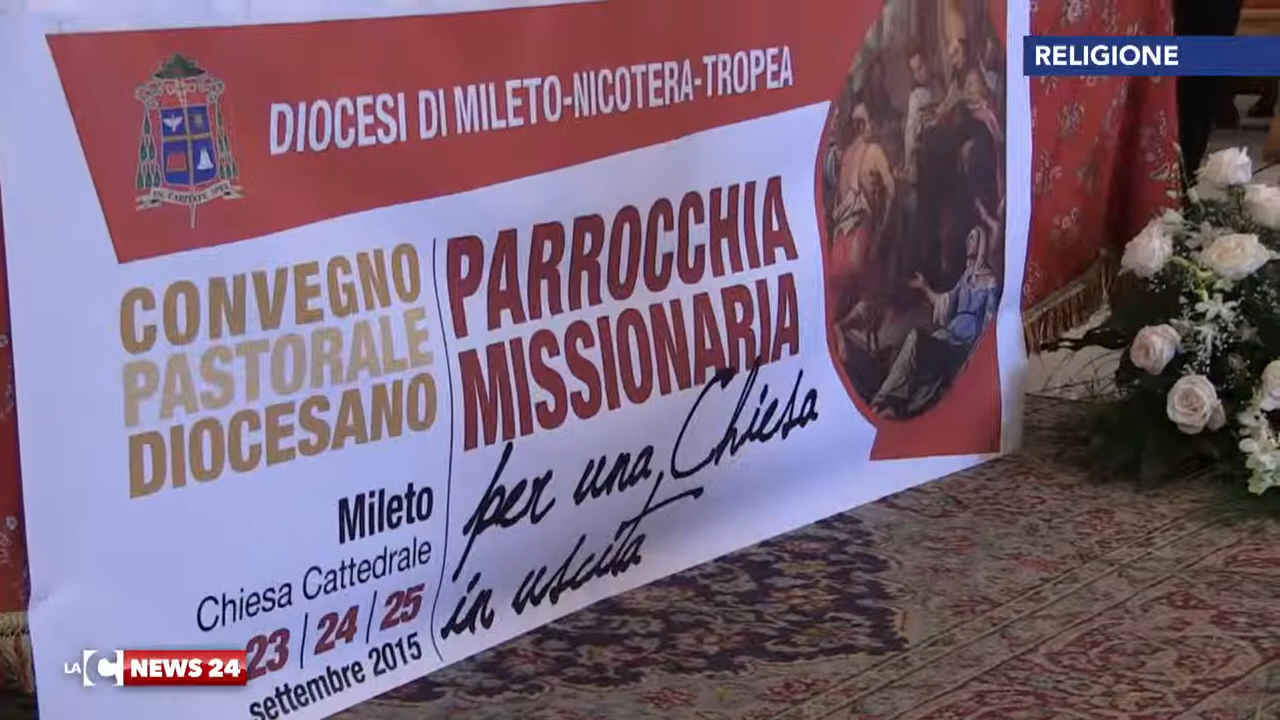 RELIGIONE
DIOCESI DI MILETO-NICOTERA-TROPEA
CONVEGNO
PASTORALE
DIOCESANO
PARROCCHIA
MISSIONARIA
per una Chiesa
in uscita
Mileto
Chiesa Cattedrale
23 | 24 | 25
settembre 2015
LA C NEWS 24